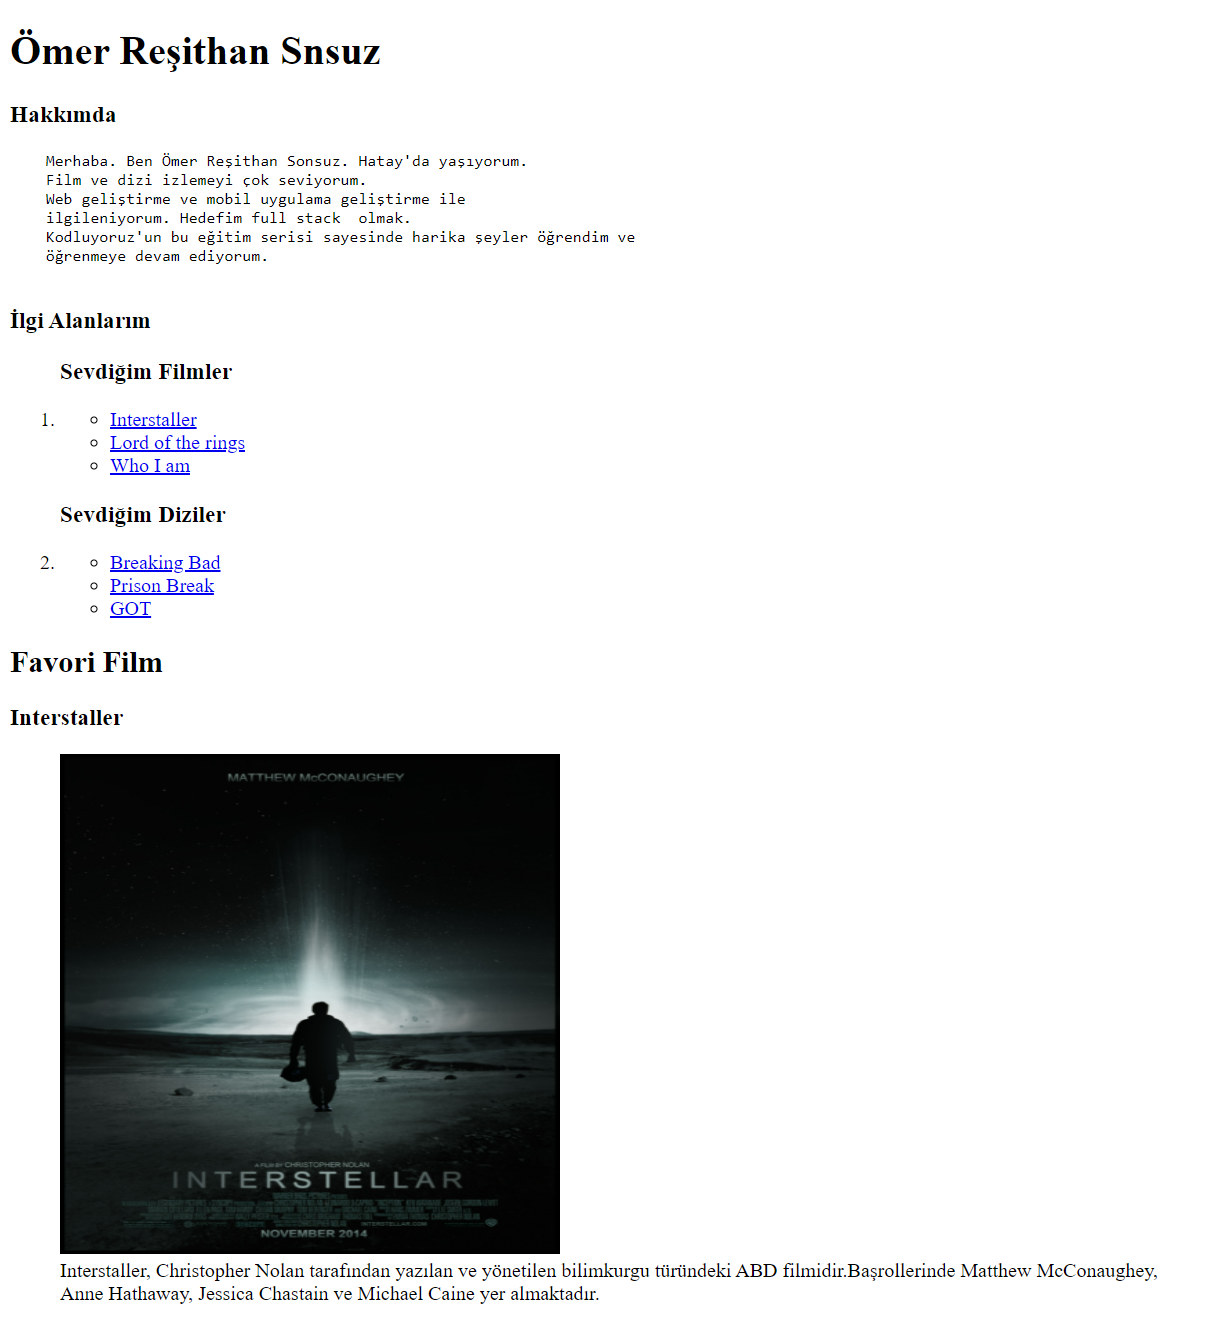 Ömer Reşithan Snsuz
Hakkımda
Merhaba. Ben Ömer Reşithan Sonsuz. Hatay'da yaşıyorum.
Film ve dizi izlemeyi çok seviyorum.
Web geliştirme ve mobil uygulama geliştirme ile
ilgileniyorum. Hedefim full stack  olmak.
Kodluyoruz'un bu eğitim serisi sayesinde harika şeyler öğrendim ve
öğrenmeye devam ediyorum.
İlgi Alanlarım
Sevdiğim Filmler
1.
Interstaller
Lord of the rings
Who I am
Sevdiğim Diziler
2.
Breaking Bad
Prison Break
GOT
Favori Film
Interstaller
MATTHEW McCONAUGHEY
A FILM BY CHRISTOPHER NOLAN
INTERSTELLAR
INTERSTELLAR.COM
NOVEMBER 2014
Interstaller, Christopher Nolan tarafından yazılan ve yönetilen bilimkurgu türündeki ABD filmidir.Başrollerinde Matthew McConaughey,
Anne Hathaway, Jessica Chastain ve Michael Caine yer almaktadır.